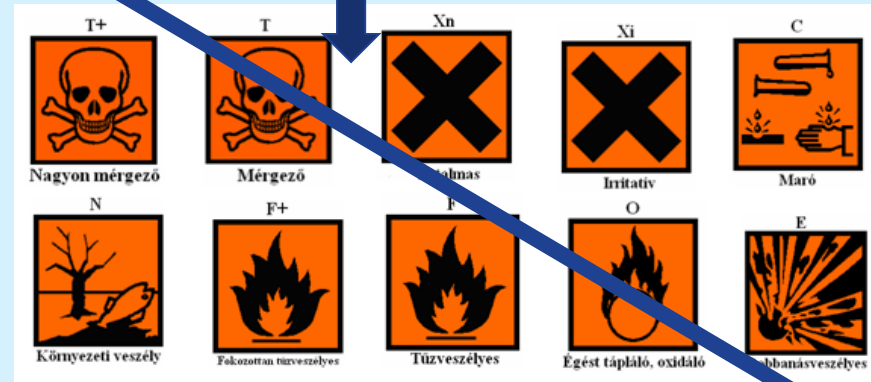 T+ T Xn Xi C
Nagyon mérgező Mérgező Irritatív Maró
N F+ F O E
Környezeti veszély Fokozottan tűzveszélyes Tűzveszélyes Égést tápláló, oxidáló